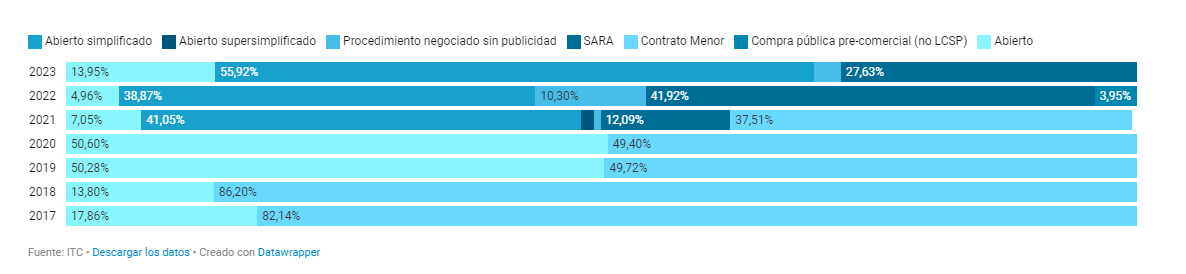 Abierto simplificado Abierto supersimplificado Procedimiento negociado sin publicidad SARA Contrato Menor Compra pública pre-comercial (no LCSP) Abierto
2023 13,95% 55,92% 27,63%
2022 4,96% 38,87% 10,30% 41,92% 3,95%
2021 7,05% 41,05% 12,09% 37,51%
2020 50,60% 49,40%
2019 50,28% 49,72%
2018 13,80% 86,20%
2017 17,86% 82,14%
Fuente: ITC • Descargar los datos • Creado con Datawrapper